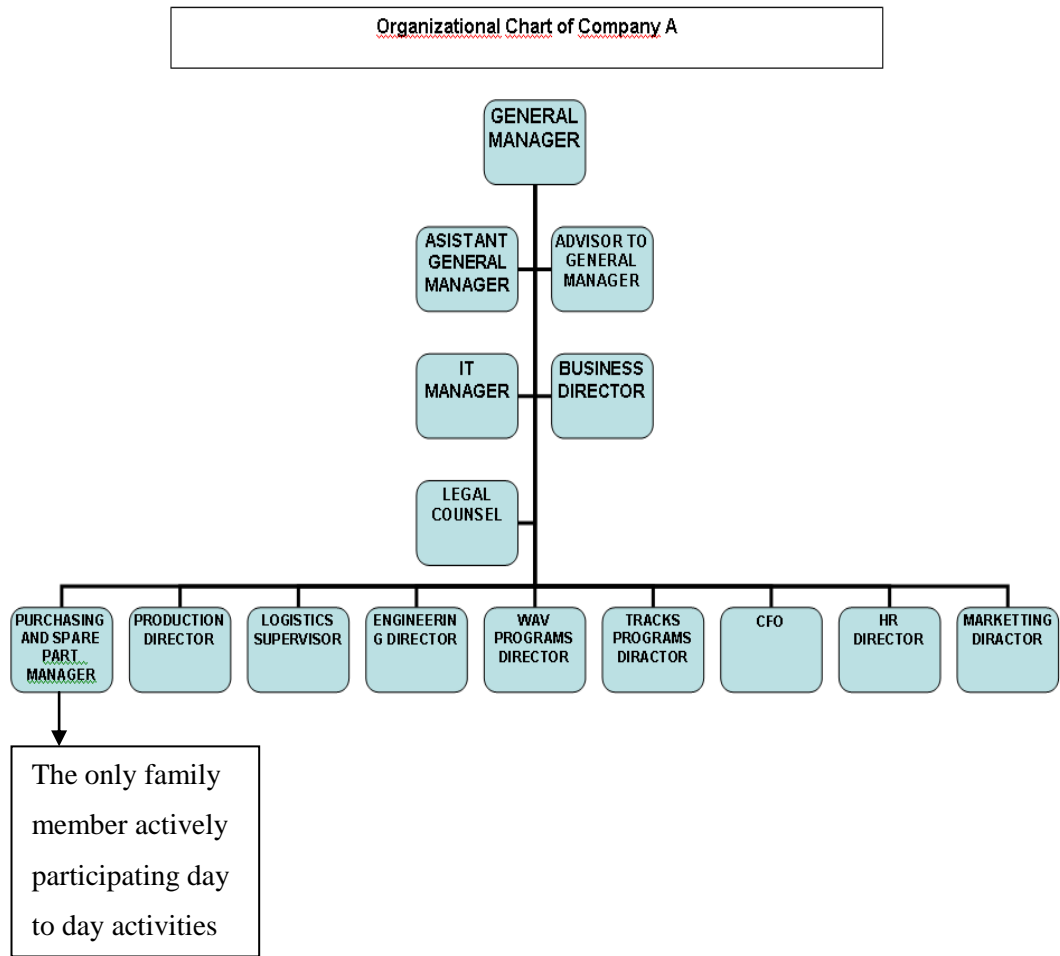 Organizational Chart of Company A
GENERAL
MANAGER
ASISTANT
GENERAL
MANAGER
ADVISOR TO
GENERAL
MANAGER
IT
MANAGER
BUSINESS
DIRECTOR
LEGAL
COUNSEL
PURCHASING
AND SPARE
PART
MANAGER
PRODUCTION
DIRECTOR
LOGISTICS
SUPERVISOR
ENGINEERIN
G DIRECTOR
WAV
PROGRAMS
DIRECTOR
TRACKS
PROGRAMS
DIRACTOR
CFO
HR
DIRECTOR
MARKETTING
DIRACTOR
The only family
member actively
participating day
to day activities